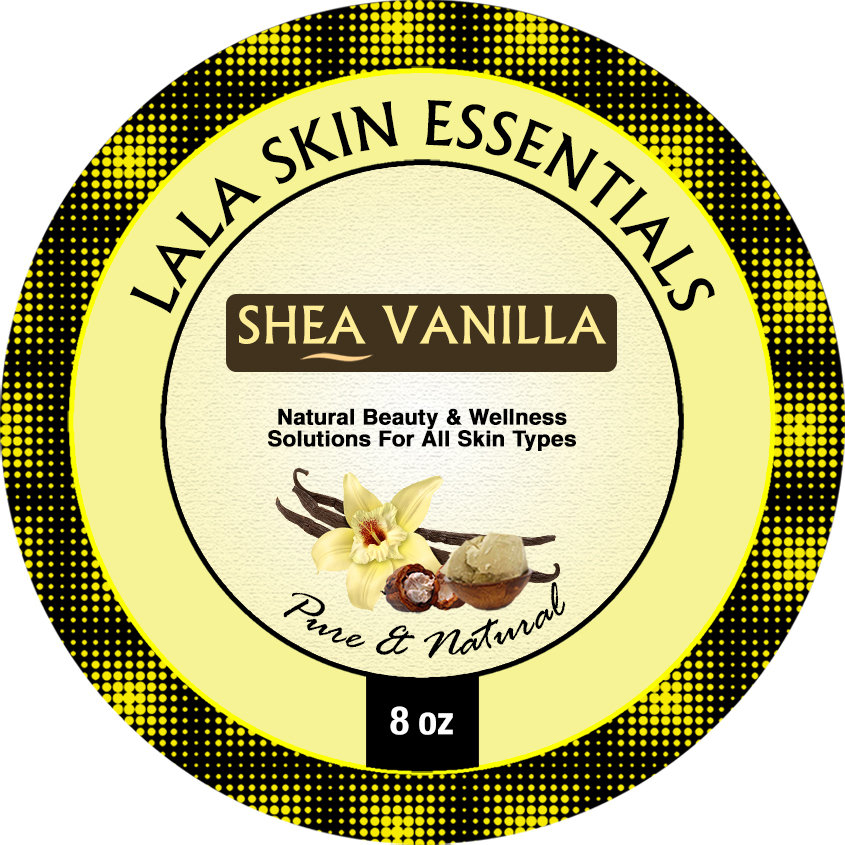 LALA SKIN ESSENTIALS
SHEA VANILLA
Natural Beauty & Wellness
Solutions For All Skin Types
Pure & Natural
8 oz